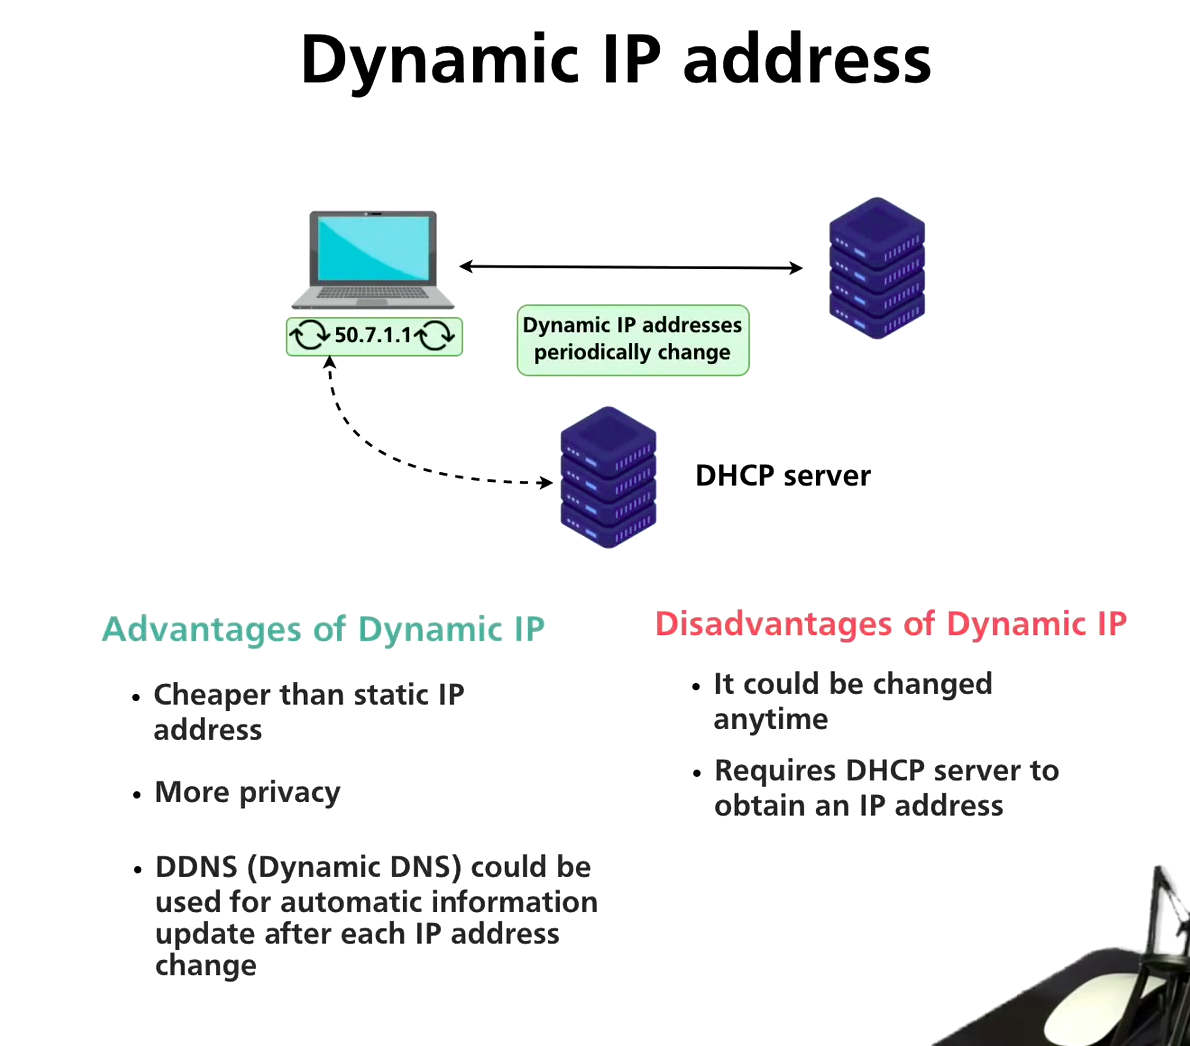 Dynamic IP address
50.7.1.1
Dynamic IP addresses
periodically change
DHCP server
Advantages of Dynamic IP
• Cheaper than static IP
address
• More privacy
• DDNS (Dynamic DNS) could be
used for automatic information
update after each IP address
change
Disadvantages of Dynamic IP
• It could be changed
anytime
• Requires DHCP server to
obtain an IP address